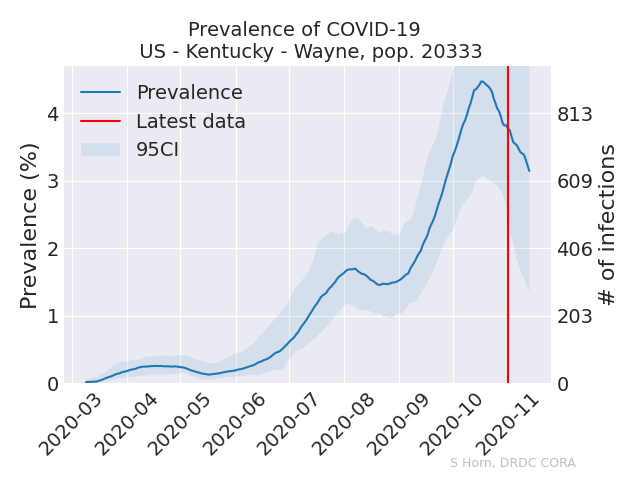 Prevalence of COVID-19
US - Kentucky - Wayne, pop. 20333
Prevalence
Latest data
95CI
Prevalence (%)
4
3
2
1
0
813
609
406
203
0
# of infections
2020-03
2020-04
2020-05
2020-06
2020-07
2020-08
2020-09
2020-10
2020-11
S Horn, DRDC CORA